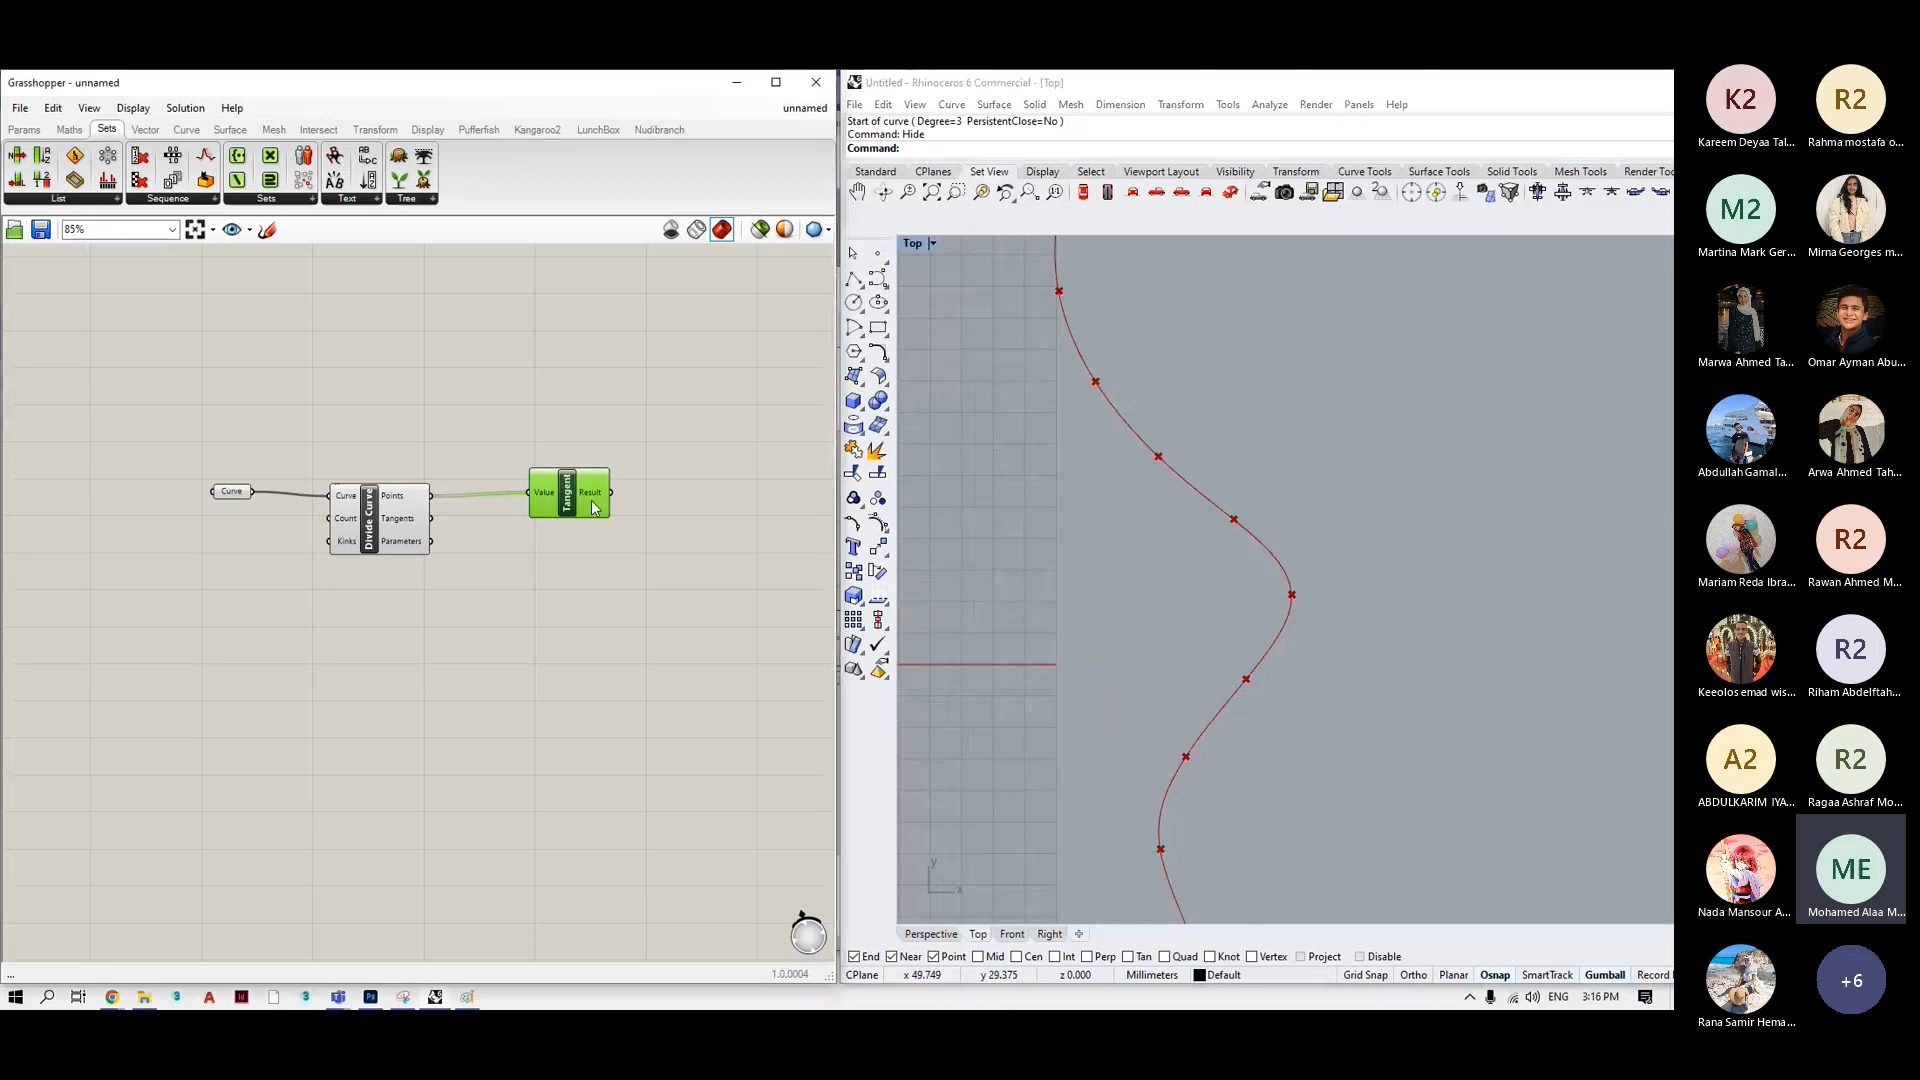 Grasshopper - unnamed
File Edit View Display Solution Help
unnamed
Params Maths Sets Vector Curve Surface Mesh Intersect Transform Display Pufferfish Kangaroo2 LunchBox Nudibranch
List Sequence Sets Text Tree
85%
Curve
Curve
Count
Kinks
Divide Curve
Points
Tangents
Parameters
Value
Tangent
Result
...
1.0.0004
Untitled - Rhinoceros 6 Commercial - [Top]
File Edit View Curve Surface Solid Mesh Dimension Transform Tools Analyze Render Panels Help
Start of curve ( Degree=3 PersistentClose=No )
Command: Hide
Command:
Standard CPlanes Set View Display Select Viewport Layout Visibility Transform Curve Tools Surface Tools Solid Tools Mesh Tools Render Toc
Top
y
x
Perspective Top Front Right
End Near Point Mid Cen Int Perp Tan Quad Knot Vertex Project Disable
CPlane x 49.749 y 29.375 z 0.000 Millimeters Default Grid Snap Ortho Planar Osnap SmartTrack Gumball Record
ENG 3:16 PM
K2
Kareem Deyaa Tal...
R2
Rahma mostafa o...
M2
Martina Mark Ger...
Mirna Georges m...
Marwa Ahmed Ta...
Omar Ayman Abu...
Abdullah Gamal...
Arwa Ahmed Tah...
Mariam Reda Ibra...
R2
Rawan Ahmed M...
Keeolos emad wis...
R2
Riham Abdelftah...
A2
ABDULKARIM IYA...
R2
Ragaa Ashraf Mo...
Nada Mansour A...
ME
Mohamed Alaa M...
Rana Samir Hema...
+6